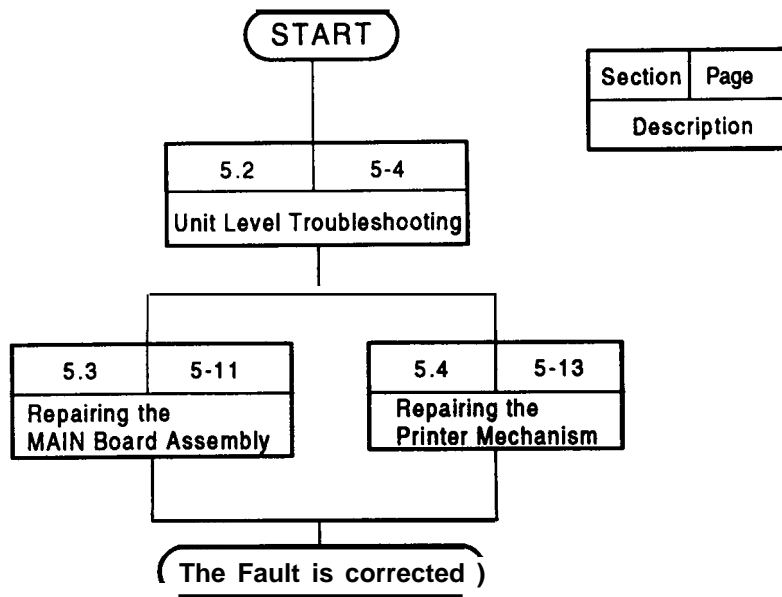 START
Section Page
Description
5.2 5-4
Unit Level Troubleshooting
5.3 5-11
Repairing the
MAIN Board Assembly
5.4 5-13
Repairing the
Printer Mechanism
The Fault is corrected )